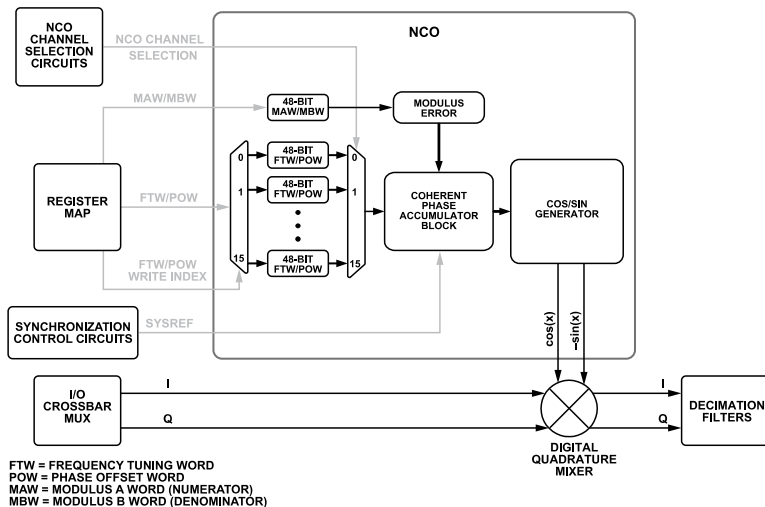 NCO
CHANNEL
SELECTION
CIRCUITS
NCO CHANNEL
SELECTION
NCO
MAW/MBW
48-BIT
MAW/MBW
MODULUS
ERROR
REGISTER
MAP
FTW/POW
0
1
15
48-BIT
FTW/POW
48-BIT
FTW/POW
48-BIT
FTW/POW
0
1
15
COHERENT
PHASE
ACCUMULATOR
BLOCK
COS/SIN
GENERATOR
FTW/POW
WRITE INDEX
SYNCHRONIZATION
CONTROL CIRCUITS
SYSREF
cos(x)
–sin(x)
I/O
CROSSBAR
MUX
I
Q
I
Q
DECIMATION
FILTERS
DIGITAL
QUADRATURE
MIXER
FTW = FREQUENCY TUNING WORD
POW = PHASE OFFSET WORD
MAW = MODULUS A WORD (NUMERATOR)
MBW = MODULUS B WORD (DENOMINATOR)